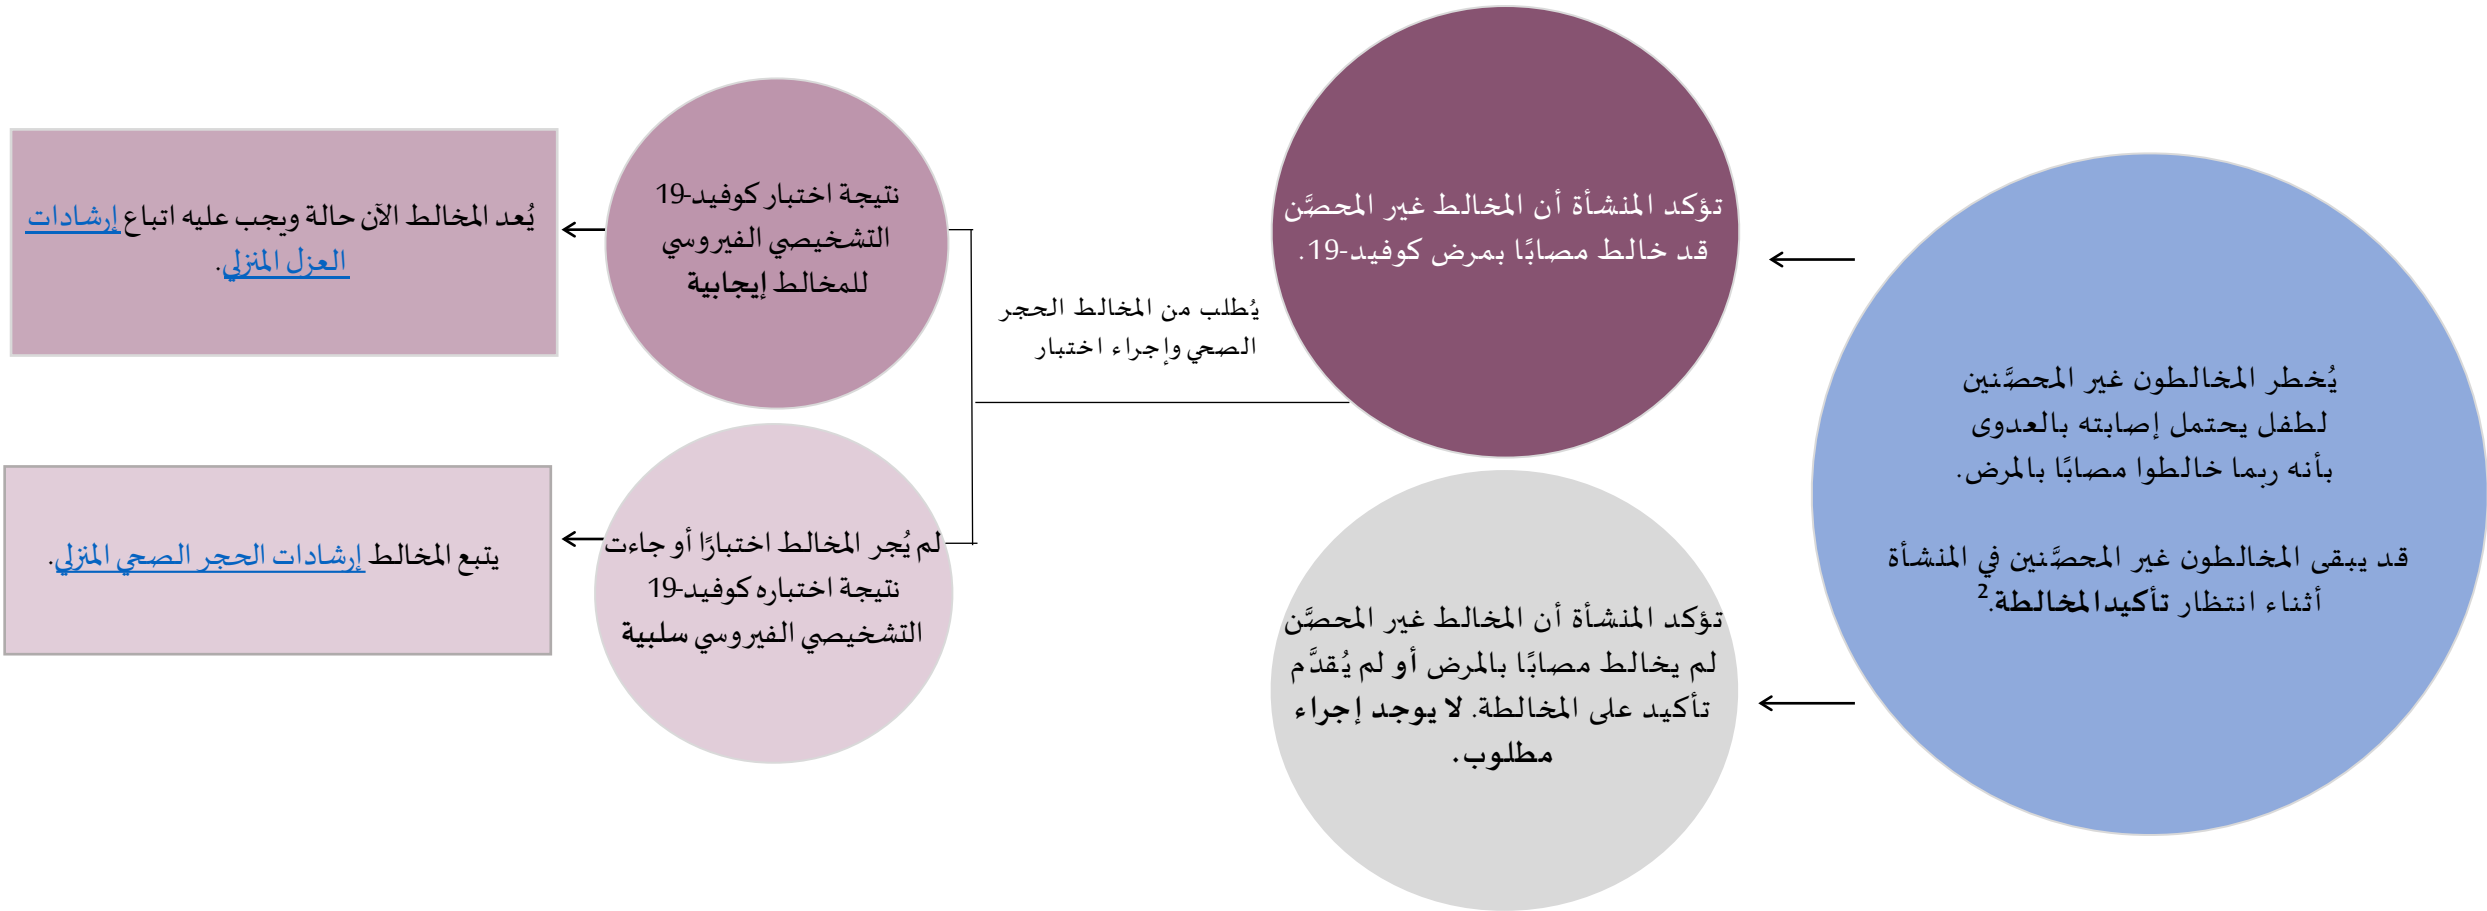 يُخطر المخالطون غير المحصَّنين
لطفل يحتمل إصابته بالعدوى
بأنه ربما خالطوا مصابًا بالمرض.
قد يبقى المخالطون غير المحصَّنين في المنشأة
أثناء انتظار تأكيد المخالطة.²
تؤكد المنشأة أن المخالط غير المحصَّن
قد خالط مصابًا بمرض كوفيد-19.
تؤكد المنشأة أن المخالط غير المحصَّن
لم يخالط مصابًا بالمرض أو لم يُقدَّم
تأكيد على المخالطة. لا يوجد إجراء
مطلوب.
يُطلب من المخالط الحجر
الصحي وإجراء اختبار
نتيجة اختبار كوفيد-19
التشخيصي الفيروسي
للمخالط إيجابية
يُعد المخالط الآن حالة ويجب عليه اتباع إرشادات
العزل المنزلي.
لم يُجر المخالط اختبارًا أو جاءت
نتيجة اختباره كوفيد-19
التشخيصي الفيروسي سلبية
يتبع المخالط إرشادات الحجر الصحي المنزلي.